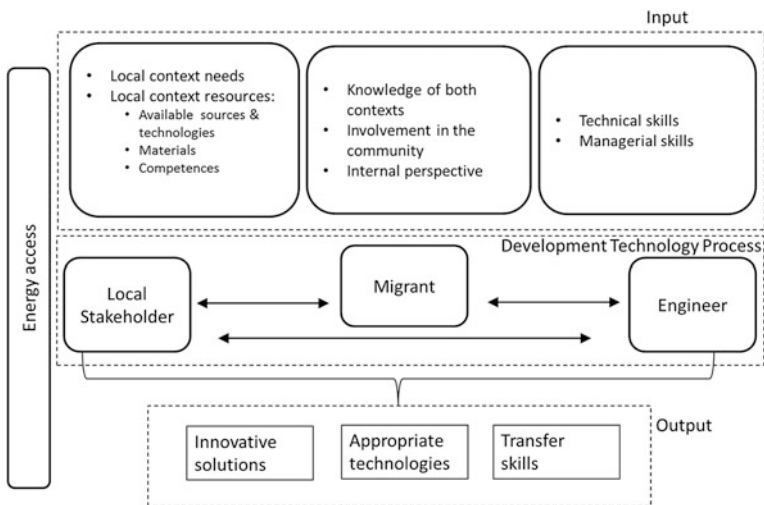 Input
Energy access
• Local context needs
• Local context resources:
• Available sources &
technologies
• Materials
• Competences
• Knowledge of both
contexts
• Involvement in the
community
• Internal perspective
• Technical skills
• Managerial skills
Development Technology Process
Local
Stakeholder
Migrant
Engineer
Output
Innovative
solutions
Appropriate
technologies
Transfer
skills